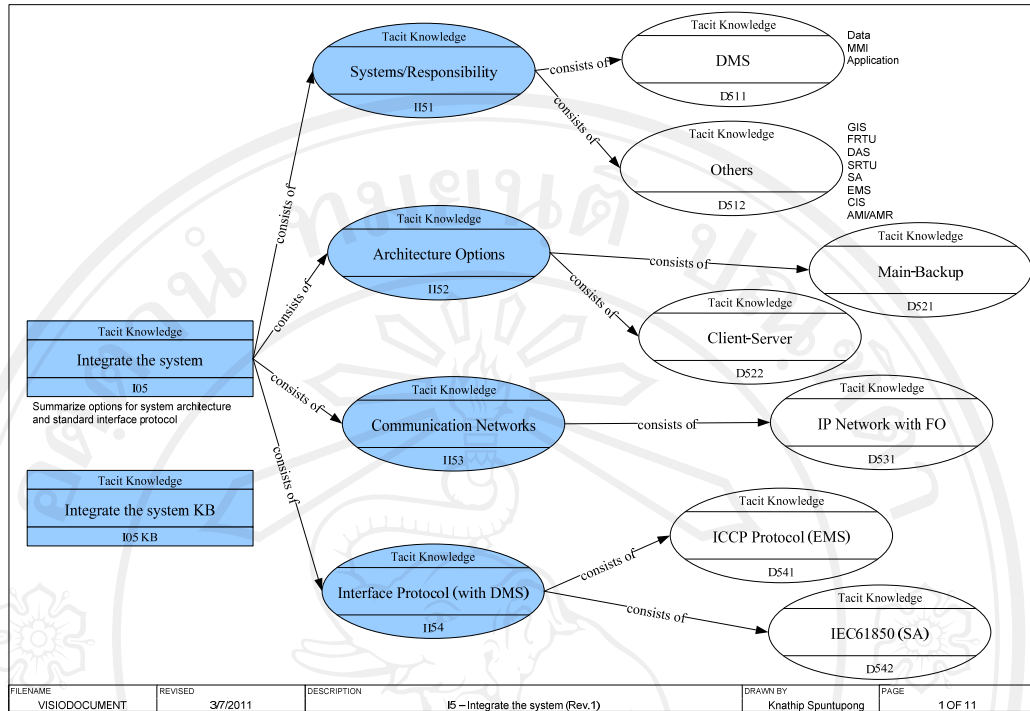 Tacit Knowledge
Systems/Responsibility
II51
consists of
Tacit Knowledge
DMS
D511
Data
MMI
Application
consists of
Tacit Knowledge
Others
D512
GIS
FRTU
DAS
SRTU
SA
EMS
CIS
AMI/AMR
consists of
Tacit Knowledge
Architecture Options
II52
consists of
consists of
Tacit Knowledge
Main-Backup
D521
consists of
Tacit Knowledge
Client-Server
D522
Tacit Knowledge
Integrate the system
I05
Summarize options for system architecture
and standard interface protocol
consists of
Tacit Knowledge
Communication Networks
II53
consists of
Tacit Knowledge
IP Network with FO
D531
Tacit Knowledge
Integrate the system KB
I05 KB
consists of
Tacit Knowledge
Interface Protocol (with DMS)
II54
consists of
Tacit Knowledge
ICCP Protocol (EMS)
D541
consists of
Tacit Knowledge
IEC61850 (SA)
D542
FILENAME
VISIODOCUMENT
REVISED
3/7/2011
DESCRIPTION
I5 – Integrate the system (Rev.1)
DRAWN BY
Knathip Spuntupong
PAGE
1 OF 11